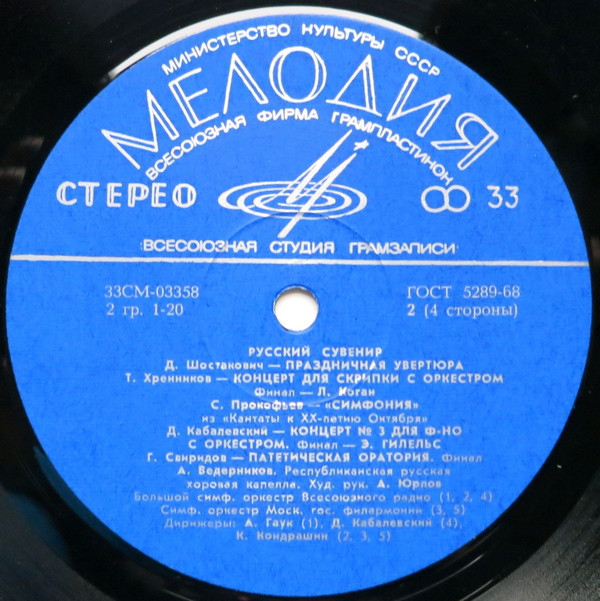 МИНИСТЕРСТВО КУЛЬТУРЫ СССР
МЕЛОДИЯ
ВСЕСОЮЗНАЯ ФИРМА ГРАМПЛАСТИНОК
СТЕРЕО
33
ВСЕСОЮЗНАЯ СТУДИЯ ГРАМЗАПИСИ
33СМ-03358 ГОСТ 5289-68
2 гр. 1-20 2 (4 стороны)
РУССКИЙ СУВЕНИР
Д. Шостакович — ПРАЗДНИЧНАЯ УВЕРТЮРА
Т. Хренников — КОНЦЕРТ ДЛЯ СКРИПКИ С ОРКЕСТРОМ
Финал — Л. Коган
С. Прокофьев — «СИМФОНИЯ»
из «Кантаты к XX-летию Октября»
Д. Кабалевский — КОНЦЕРТ № 3 ДЛЯ Ф-НО
С ОРКЕСТРОМ. Финал — Э. ГИЛЕЛЬС
Г. Свиридов — ПАТЕТИЧЕСКАЯ ОРАТОРИЯ. Финал
А. Ведерников, Республиканская русская
хоровая капелла. Худ. рук. А. Юрлов
Большой симф. оркестр Всесоюзного радио (1, 2, 4)
Симф. оркестр Моск. гос. филармонии (3, 5)
Дирижеры: А. Гаук (1), Д. Кабалевский (4),
К. Кондрашин (2, 3, 5)